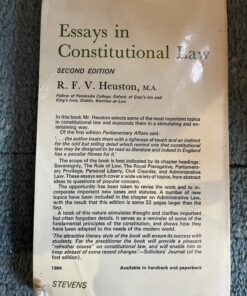 Essays in
Constitutional Law
SECOND EDITION
R. F. V. Heuston, M.A.
Fellow of Pembroke College, Oxford, of Gray's Inn and
King's Inns, Dublin, Barrister-at-Law
In this book Mr. Heuston selects some of the most important topics
in constitutional law and expounds them in a stimulating and en-
tertaining way.
Of the first edition Parliamentary Affairs said:
'... the author treats them with a lightness of touch and an instinct
for the odd but telling detail which remind one that constitutional
law may be designed to be read as literature and indeed in England
has a peculiar fitness for it.'
The scope of the book is best indicated by its chapter headings:
Sovereignty, The Rule of Law, The Royal Prerogative, Parliamen-
tary Privilege, Personal Liberty, Civil Disorder, and Administrative
Law. These essays each cover a wide variety of topics, from abstract
ideas to questions of popular concern.
The opportunity has been taken to revise the work and to in-
corporate important new cases and statutes. A number of new
topics have been included in the chapter on Administrative Law,
with the result that this edition is some 32 pages larger than the
first.
A book of this nature stimulates thought and clarifies important
but often forgotten details. It serves as a reminder of some of the
fundamental principles of the constitution, and shows how they
have been adapted to the needs of the modern world.
'The attractive literary style of the book will ensure its success with
students. For the practitioner the book will provide a pleasant
"refresher course" on constitutional law, and will enable him to
keep abreast of some recent changes.'—Solicitors' Journal (of the
first edition).
1964 Available in hardback and paperback
STEVENS